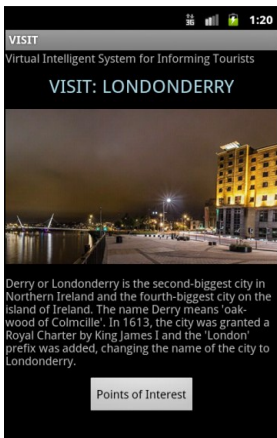 3G 1:20
VISIT
Virtual Intelligent System for Informing Tourists
VISIT: LONDONDERRY
Derry or Londonderry is the second-biggest city in
Northern Ireland and the fourth-biggest city on the
island of Ireland. The name Derry means 'oak-
wood of Colmcille'. In 1613, the city was granted a
Royal Charter by King James I and the 'London'
prefix was added, changing the name of the city to
Londonderry.
Points of Interest